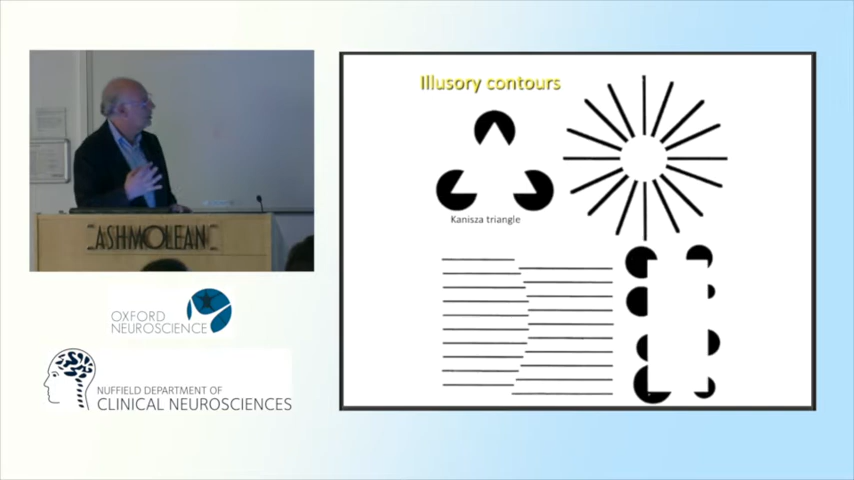 Illusory contours
Kanisza triangle
ASHMOLEAN
OXFORD
NEUROSCIENCE
NUFFIELD DEPARTMENT OF
CLINICAL NEUROSCIENCES